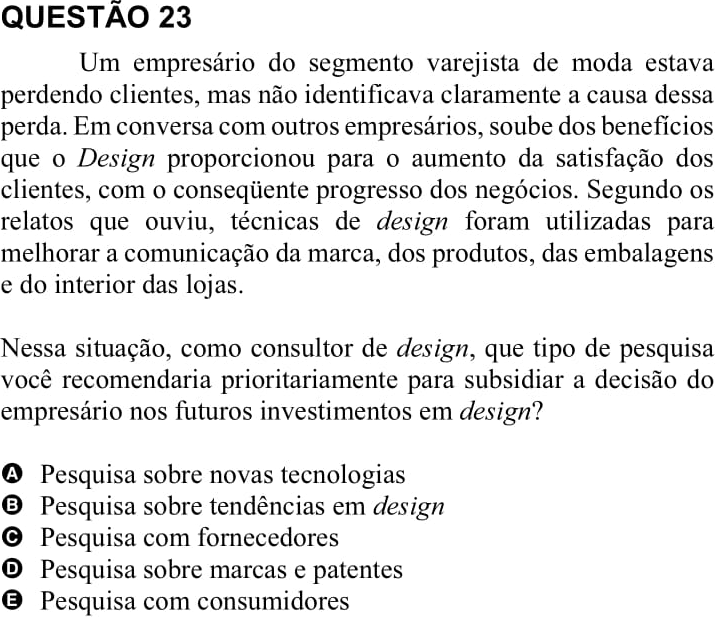 QUESTÃO 23
Um empresário do segmento varejista de moda estava
perdendo clientes, mas não identificava claramente a causa dessa
perda. Em conversa com outros empresários, soube dos benefícios
que o Design proporcionou para o aumento da satisfação dos
clientes, com o conseqüente progresso dos negócios. Segundo os
relatos que ouviu, técnicas de design foram utilizadas para
melhorar a comunicação da marca, dos produtos, das embalagens
e do interior das lojas.
Nessa situação, como consultor de design, que tipo de pesquisa
você recomendaria prioritariamente para subsidiar a decisão do
empresário nos futuros investimentos em design?
A Pesquisa sobre novas tecnologias
B Pesquisa sobre tendências em design
C Pesquisa com fornecedores
D Pesquisa sobre marcas e patentes
E Pesquisa com consumidores